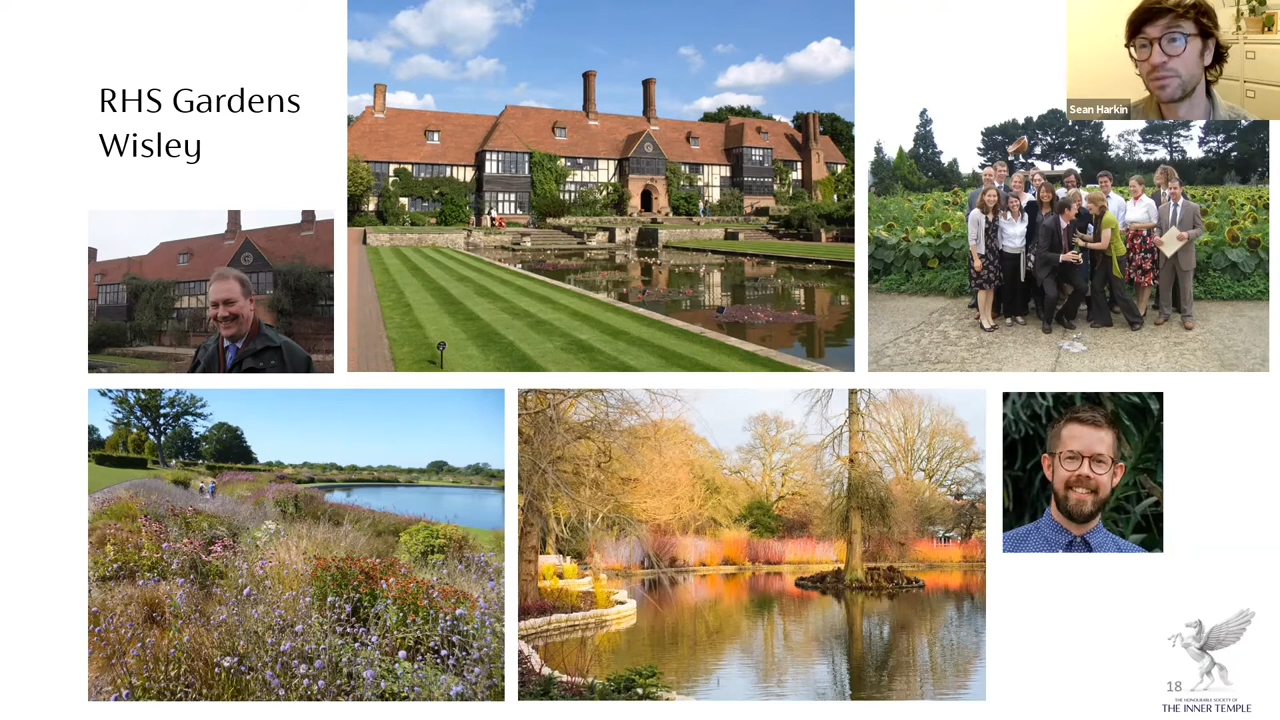 RHS Gardens
Wisley
Sean Harkin
18
THE HONOURABLE SOCIETY OF
THE INNER TEMPLE